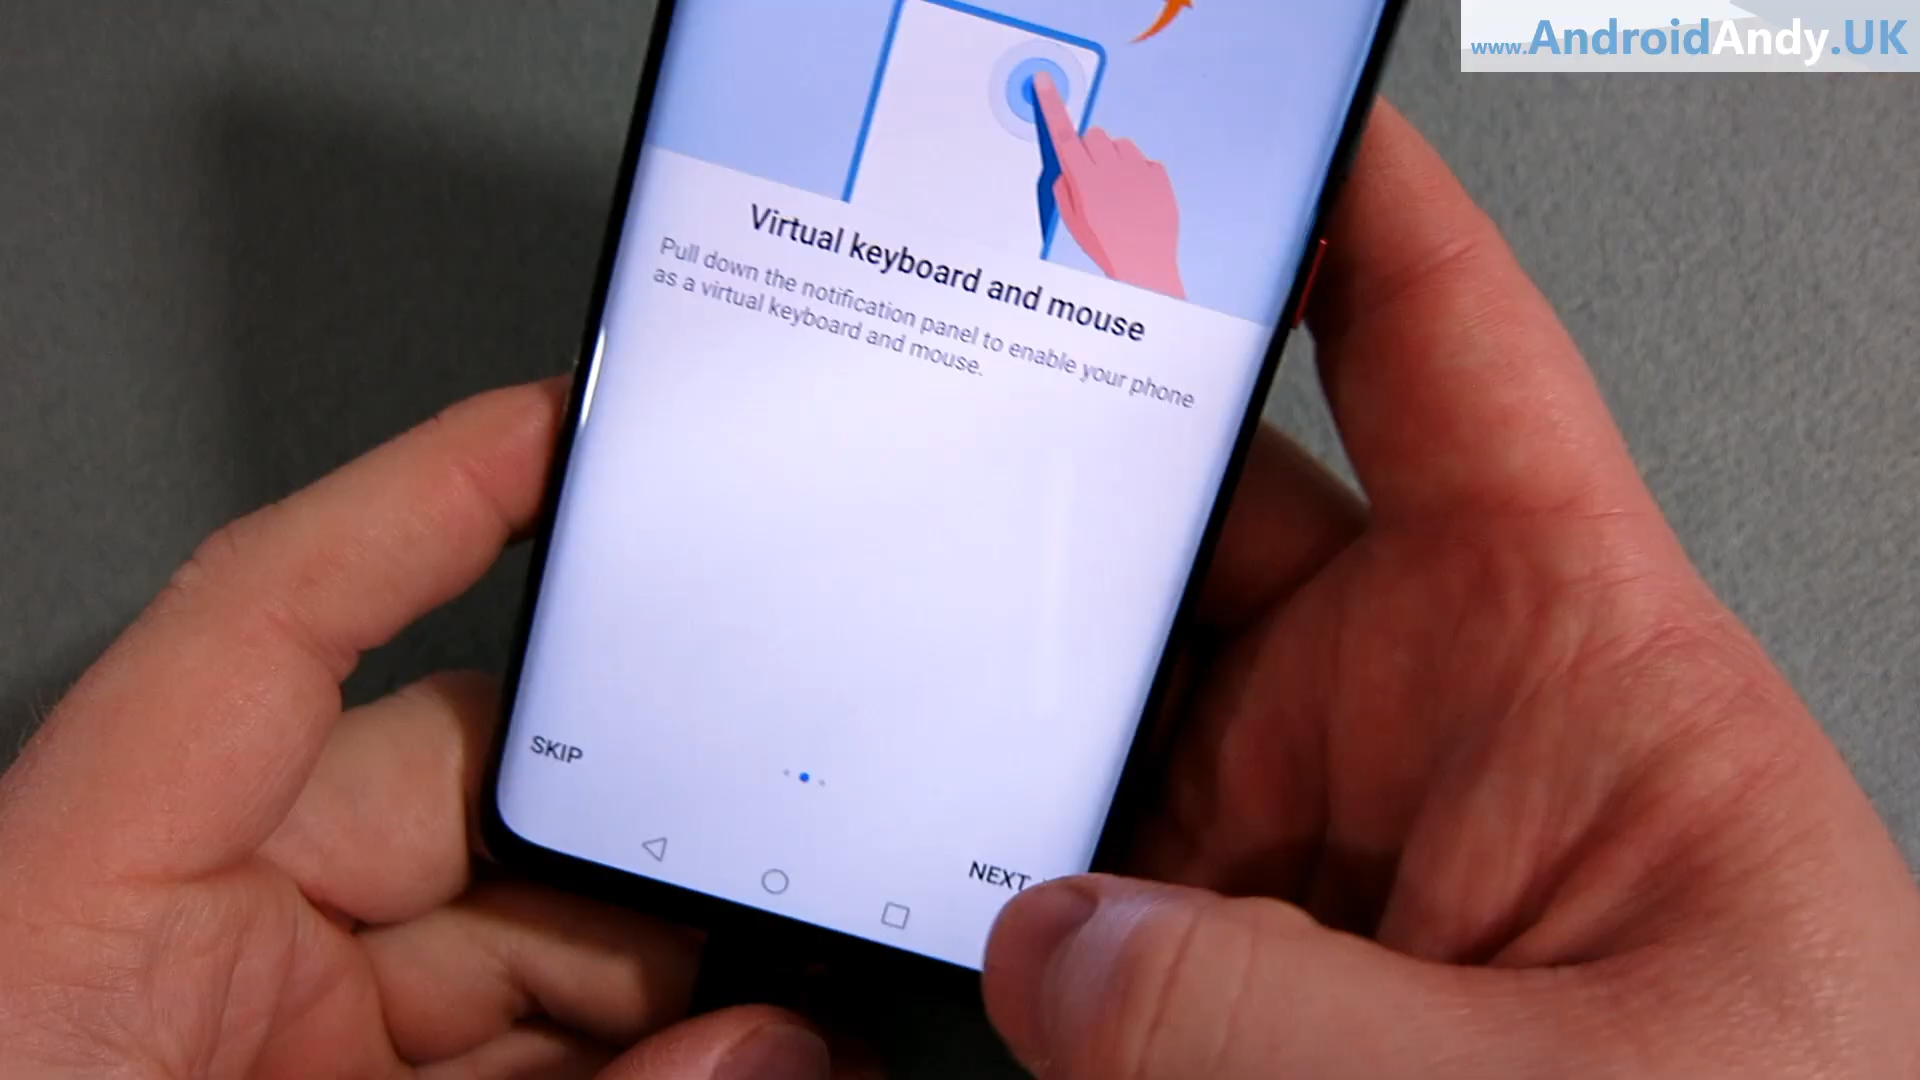 www.AndroidAndy.UK
Virtual keyboard and mouse
Pull down the notification panel to enable your phone
as a virtual keyboard and mouse.
SKIP
NEXT